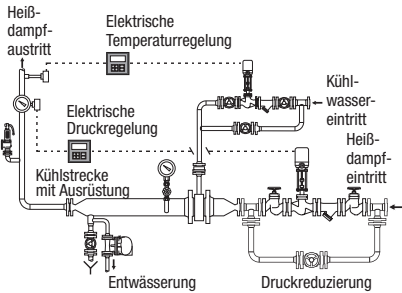 Heiß-
dampf-
austritt
Elektrische
Temperaturregelung
Kühl-
wasser-
eintritt
Elektrische
Druckregelung
Heiß-
dampf-
eintritt
Kühlstrecke
mit Ausrüstung
Entwässerung
Druckreduzierung